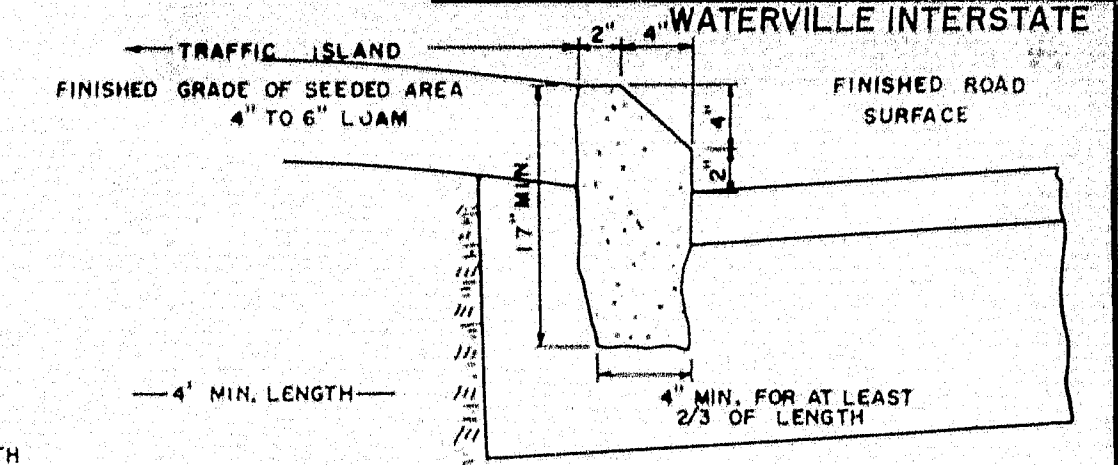 WATERVILLE INTERSTATE
2" 4"
TRAFFIC ISLAND
FINISHED GRADE OF SEEDED AREA
4" TO 6" LOAM
FINISHED ROAD
SURFACE
4"
2"
17" MIN.
4' MIN. LENGTH
4" MIN. FOR AT LEAST
2/3 OF LENGTH
TH